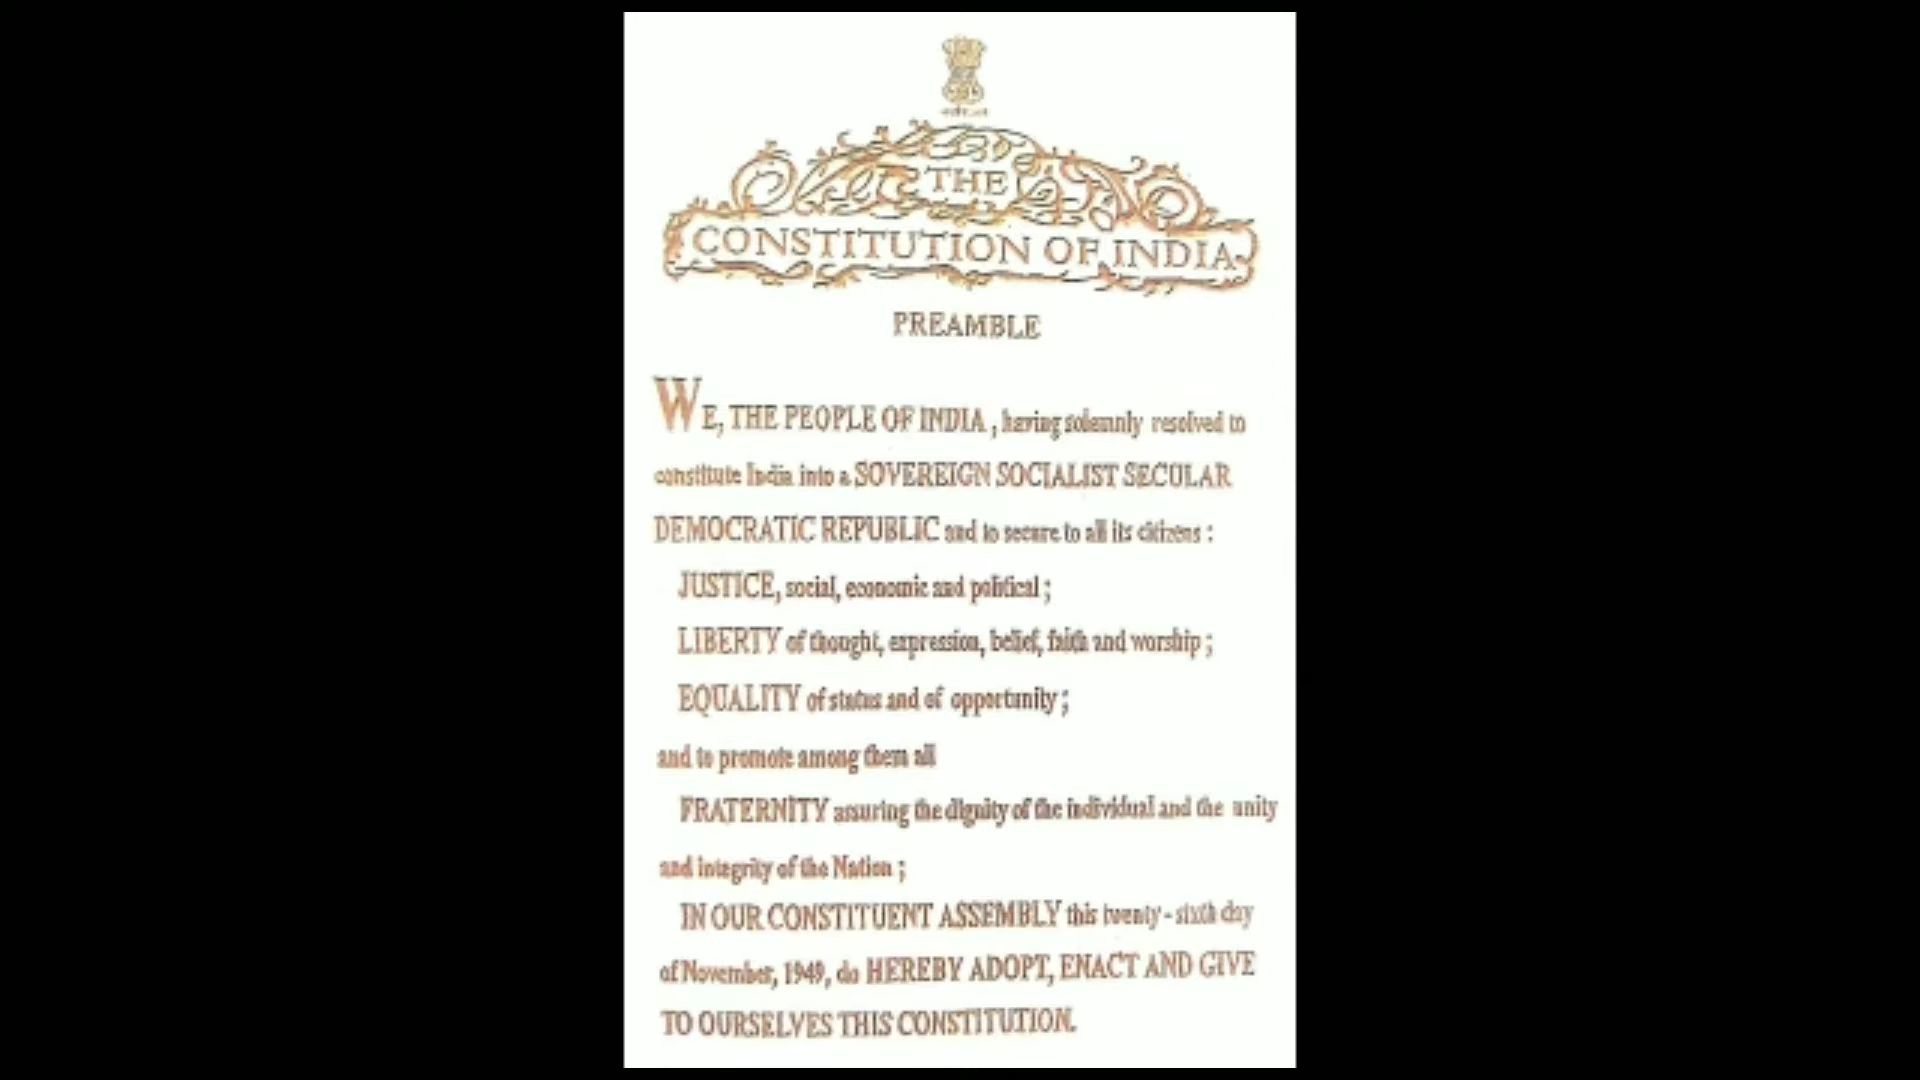 THE
CONSTITUTION OF INDIA
PREAMBLE
WE, THE PEOPLE OF INDIA, having solemnly resolved to
constitute India into a SOVEREIGN SOCIALIST SECULAR
DEMOCRATIC REPUBLIC and to secure to all its citizens :
JUSTICE, social, economic and political ;
LIBERTY of thought, expression, belief, faith and worship ;
EQUALITY of status and of opportunity ;
and to promote among them all
FRATERNITY assuring the dignity of the individual and the unity
and integrity of the Nation ;
IN OUR CONSTITUENT ASSEMBLY this twenty-sixth day
of November, 1949, do HEREBY ADOPT, ENACT AND GIVE
TO OURSELVES THIS CONSTITUTION.